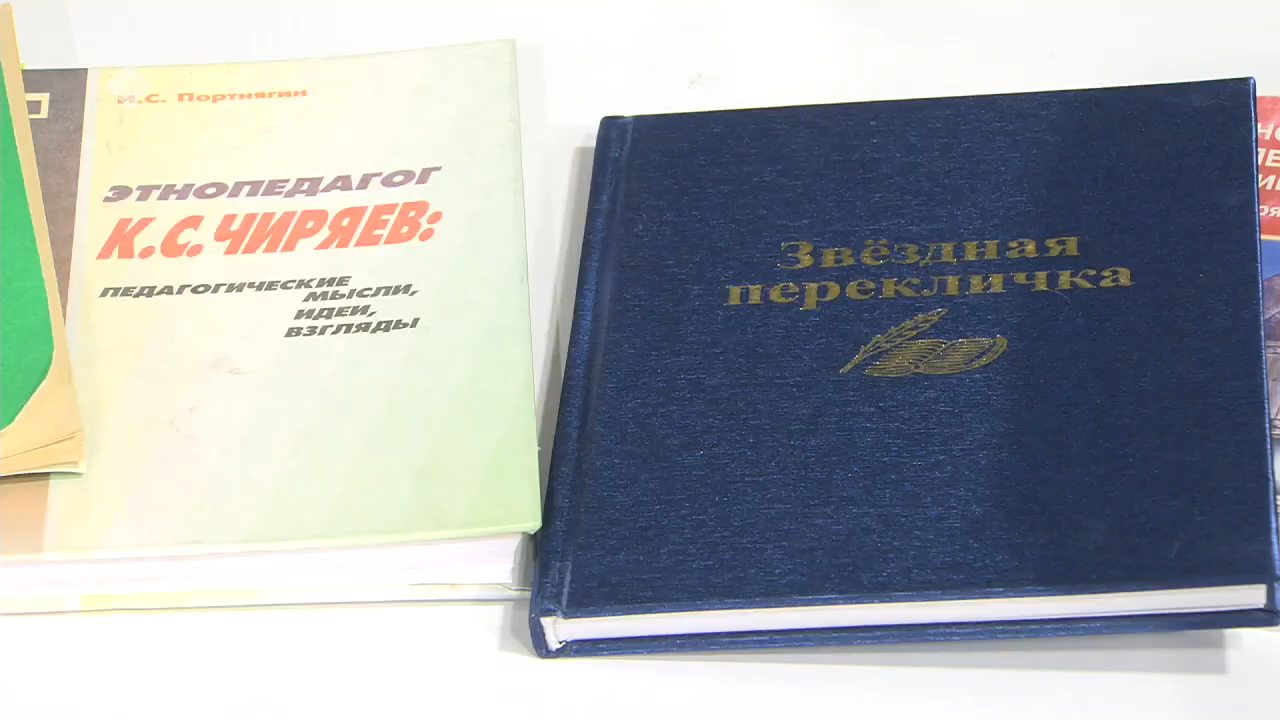 И.С. Портнягин
ЭТНОПЕДАГОГ
К.С. ЧИРЯЕВ:
ПЕДАГОГИЧЕСКИЕ
МЫСЛИ,
ИДЕИ,
ВЗГЛЯДЫ
Звёздная
перекличка